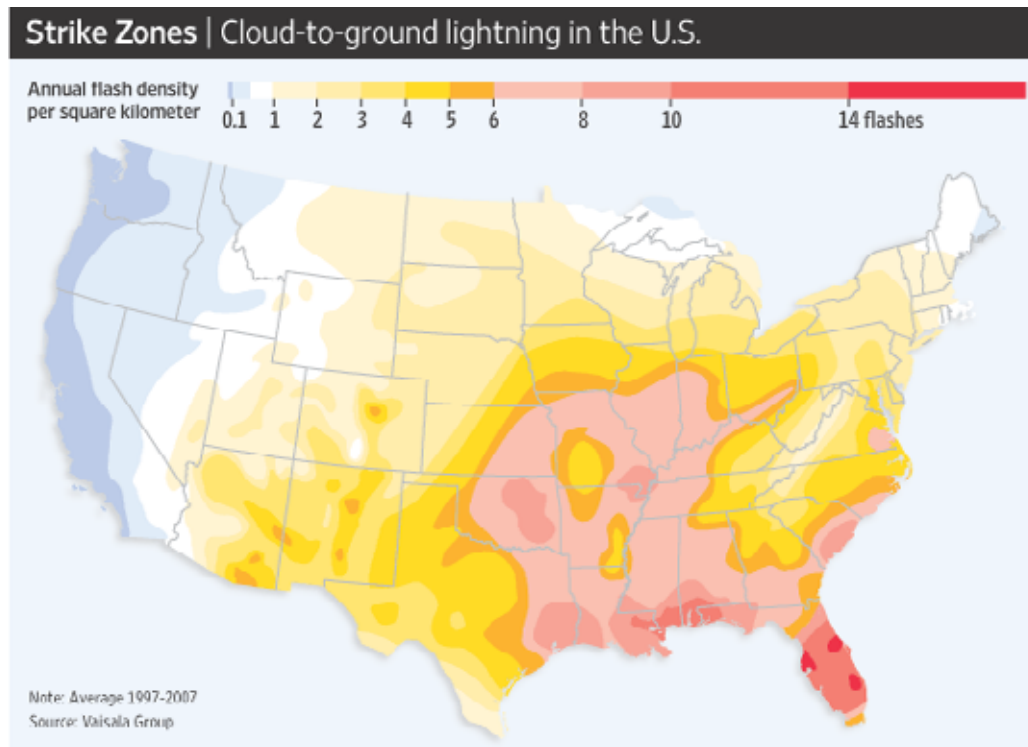 Strike Zones | Cloud-to-ground lightning in the U.S.
Annual flash density
per square kilometer
0.1 1 2 3 4 5 6 8 10 14 flashes
Note: Average 1997-2007
Source: Vaisala Group